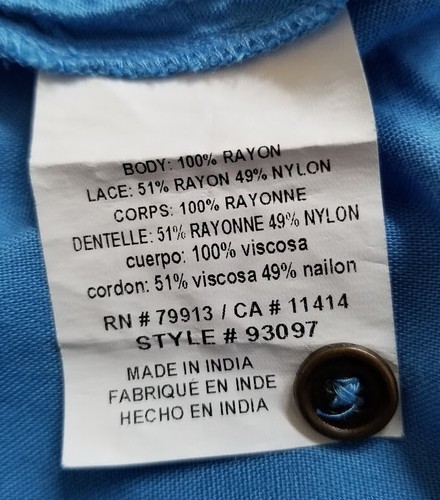 BODY: 100% RAYON
LACE: 51% RAYON 49% NYLON
CORPS: 100% RAYONNE
DENTELLE: 51% RAYONNE 49% NYLON
cuerpo: 100% viscosa
cordon: 51% viscosa 49% nailon
RN # 79913 / CA # 11414
STYLE # 93097
MADE IN INDIA
FABRIQUÉ EN INDE
HECHO EN INDIA